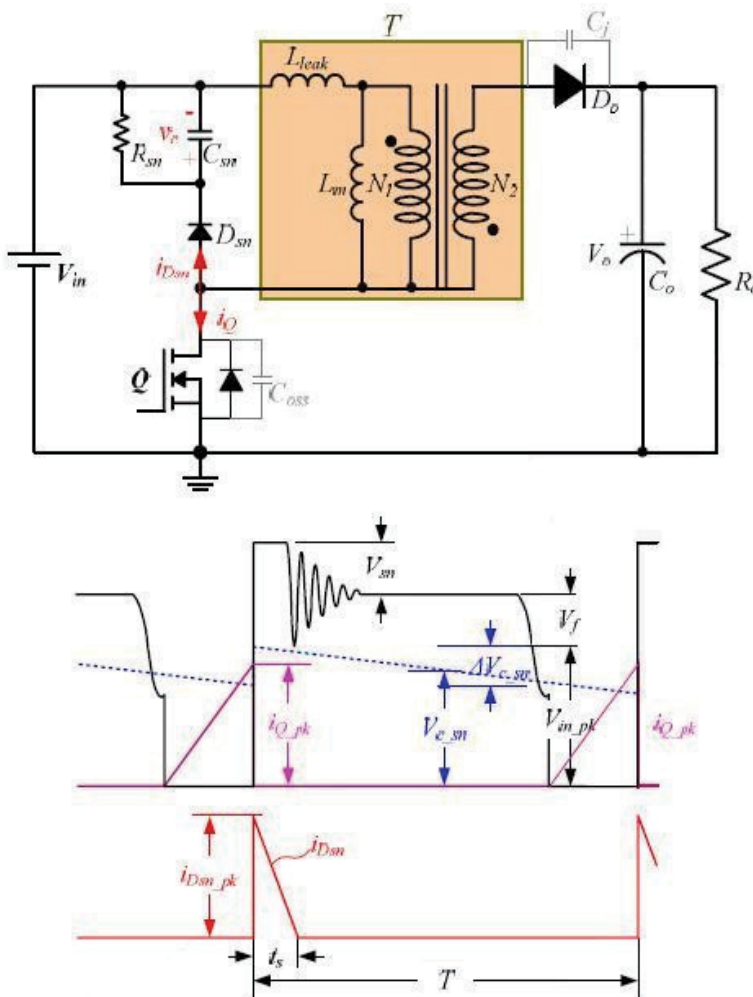 T
C_j
L_leak
D_o
v_c
- +
R_sn
C_sn
L_m
N_1
N_2
D_sn
i_Dsn
V_in
+
V_o
C_o
i_Q
Q
C_oss
V_sn
V_f
ΔV_c_sn
i_Q_pk
V_c_sn
V_in_pk
i_Q_pk
i_Dsn
i_Dsn_pk
t_s
T